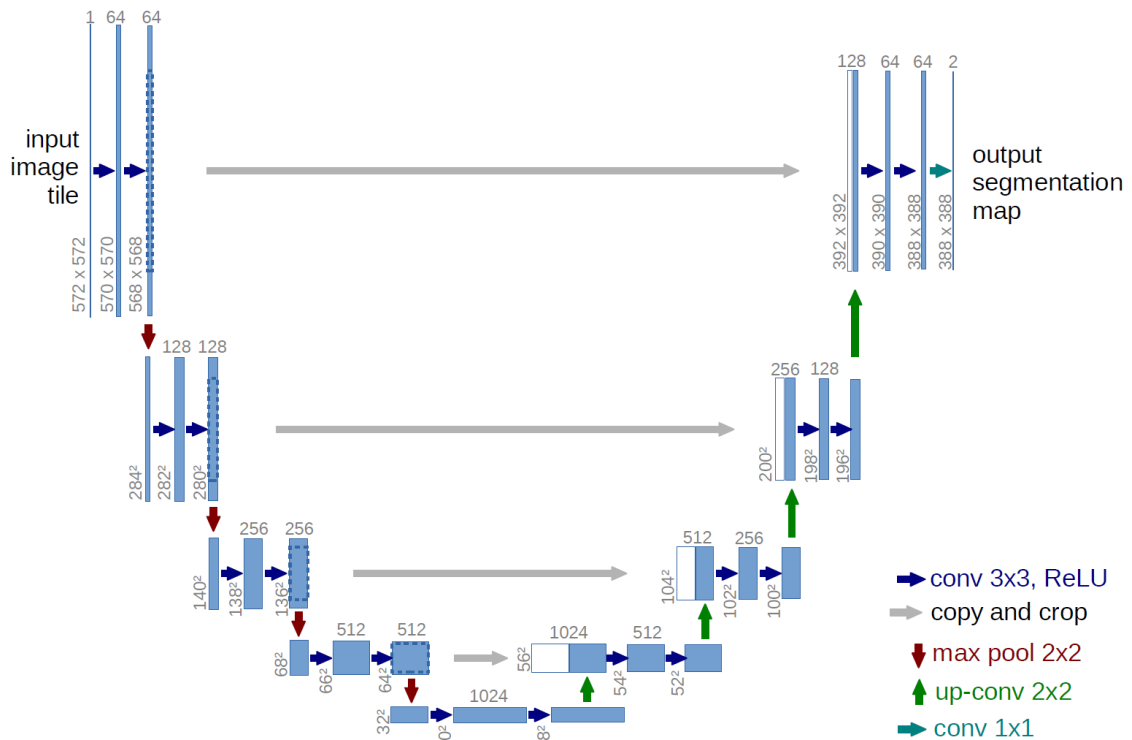 1 64 64
128 64 64 2
input
image
tile
output
segmentation
map
572 x 572
570 x 570
568 x 568
392 x 392
390 x 390
388 x 388
388 x 388
128 128
256 128
284²
282²
280²
200²
198²
196²
256 256
512 256
140²
138²
136²
104²
102²
100²
conv 3x3, ReLU
copy and crop
max pool 2x2
up-conv 2x2
conv 1x1
512 512
1024 512
68²
66²
64²
56²
54²
52²
1024
32²
0²
8²